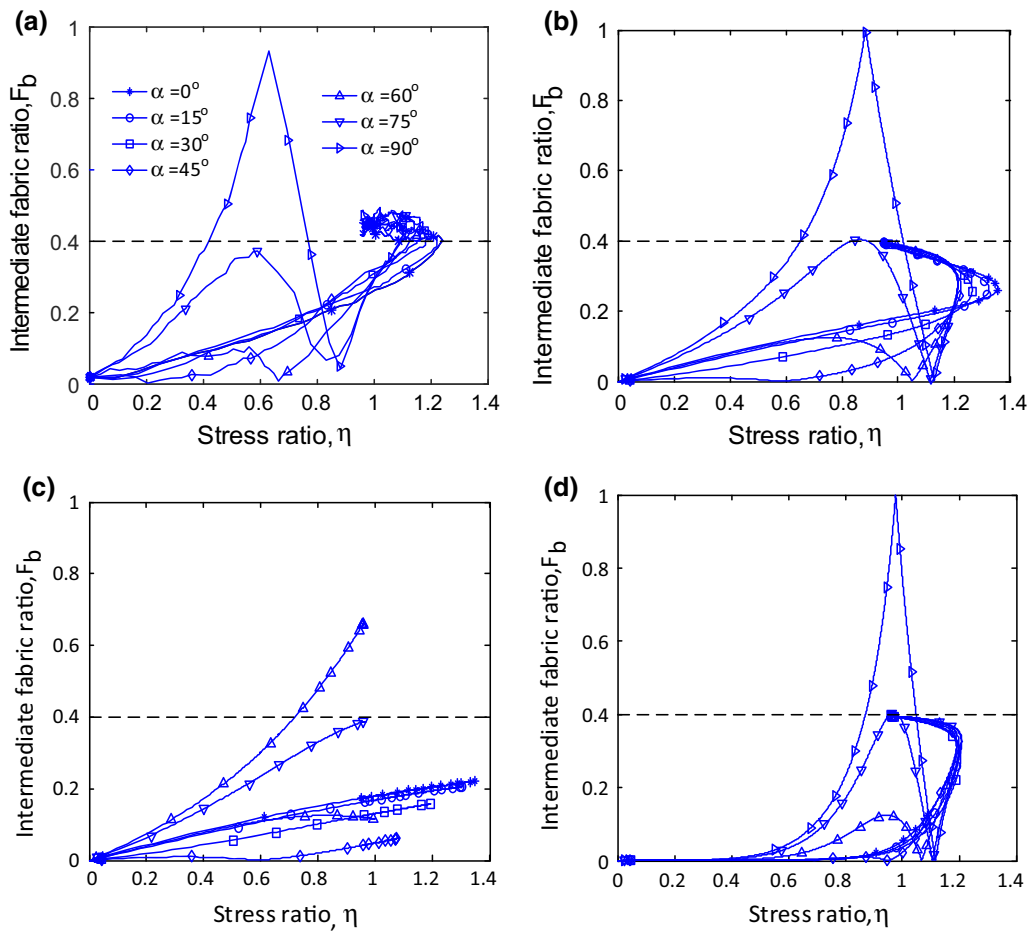 (a)
Intermediate fabric ratio,F_b
1
0.8
0.6
0.4
0.2
0
α =0°
α =15°
α =30°
α =45°
α =60°
α =75°
α =90°
0 0.2 0.4 0.6 0.8 1 1.2 1.4
Stress ratio, η
(b)
Intermediate fabric ratio,F_b
1
0.8
0.6
0.4
0.2
0
0 0.2 0.4 0.6 0.8 1 1.2 1.4
Stress ratio, η
(c)
Intermediate fabric ratio,F_b
1
0.8
0.6
0.4
0.2
0
0 0.2 0.4 0.6 0.8 1 1.2 1.4
Stress ratio, η
(d)
Intermediate fabric ratio,F_b
1
0.8
0.6
0.4
0.2
0
0 0.2 0.4 0.6 0.8 1 1.2 1.4
Stress ratio, η